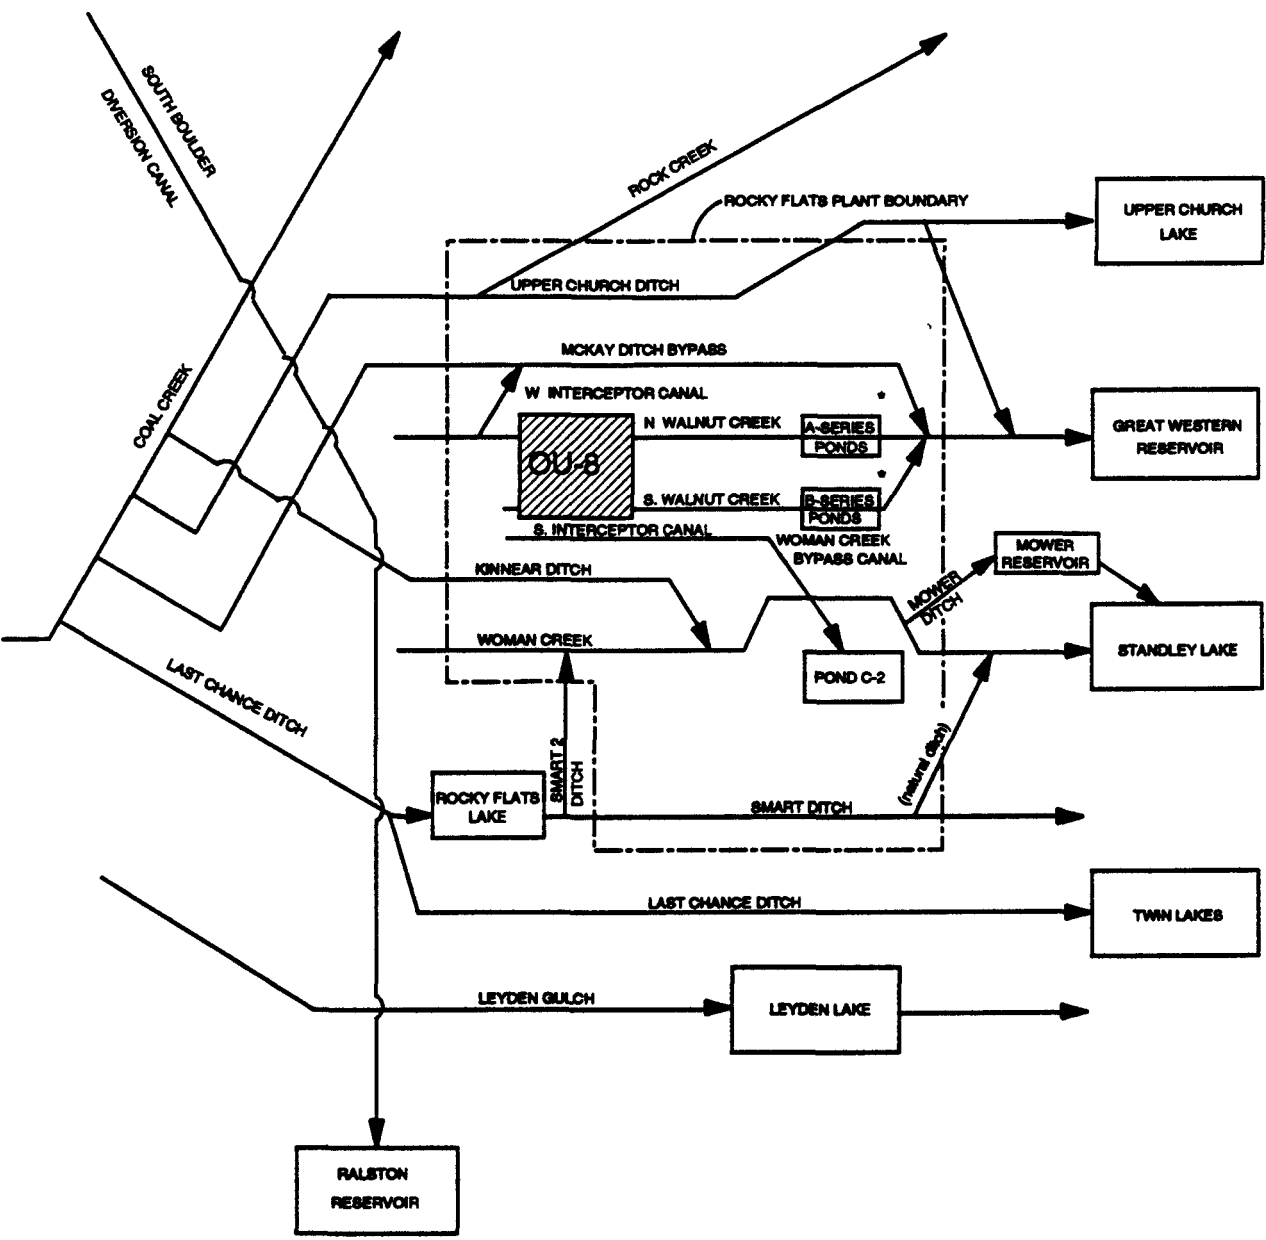 SOUTH BOULDER
DIVERSION CANAL
ROCK CREEK
ROCKY FLATS PLANT BOUNDARY
UPPER CHURCH
LAKE
UPPER CHURCH DITCH
MCKAY DITCH BYPASS
COAL CREEK
W INTERCEPTOR CANAL
*
N WALNUT CREEK
A-SERIES
PONDS
GREAT WESTERN
RESERVOIR
OU-8
*
S. WALNUT CREEK
B-SERIES
PONDS
S. INTERCEPTOR CANAL
WOMAN CREEK
BYPASS CANAL
MOWER
RESERVOIR
KINNEAR DITCH
MOWER
DITCH
WOMAN CREEK
STANDLEY LAKE
POND C-2
LAST CHANCE DITCH
SMART 2
DITCH
(natural ditch)
ROCKY FLATS
LAKE
SMART DITCH
LAST CHANCE DITCH
TWIN LAKES
LEYDEN GULCH
LEYDEN LAKE
RALSTON
RESERVOIR